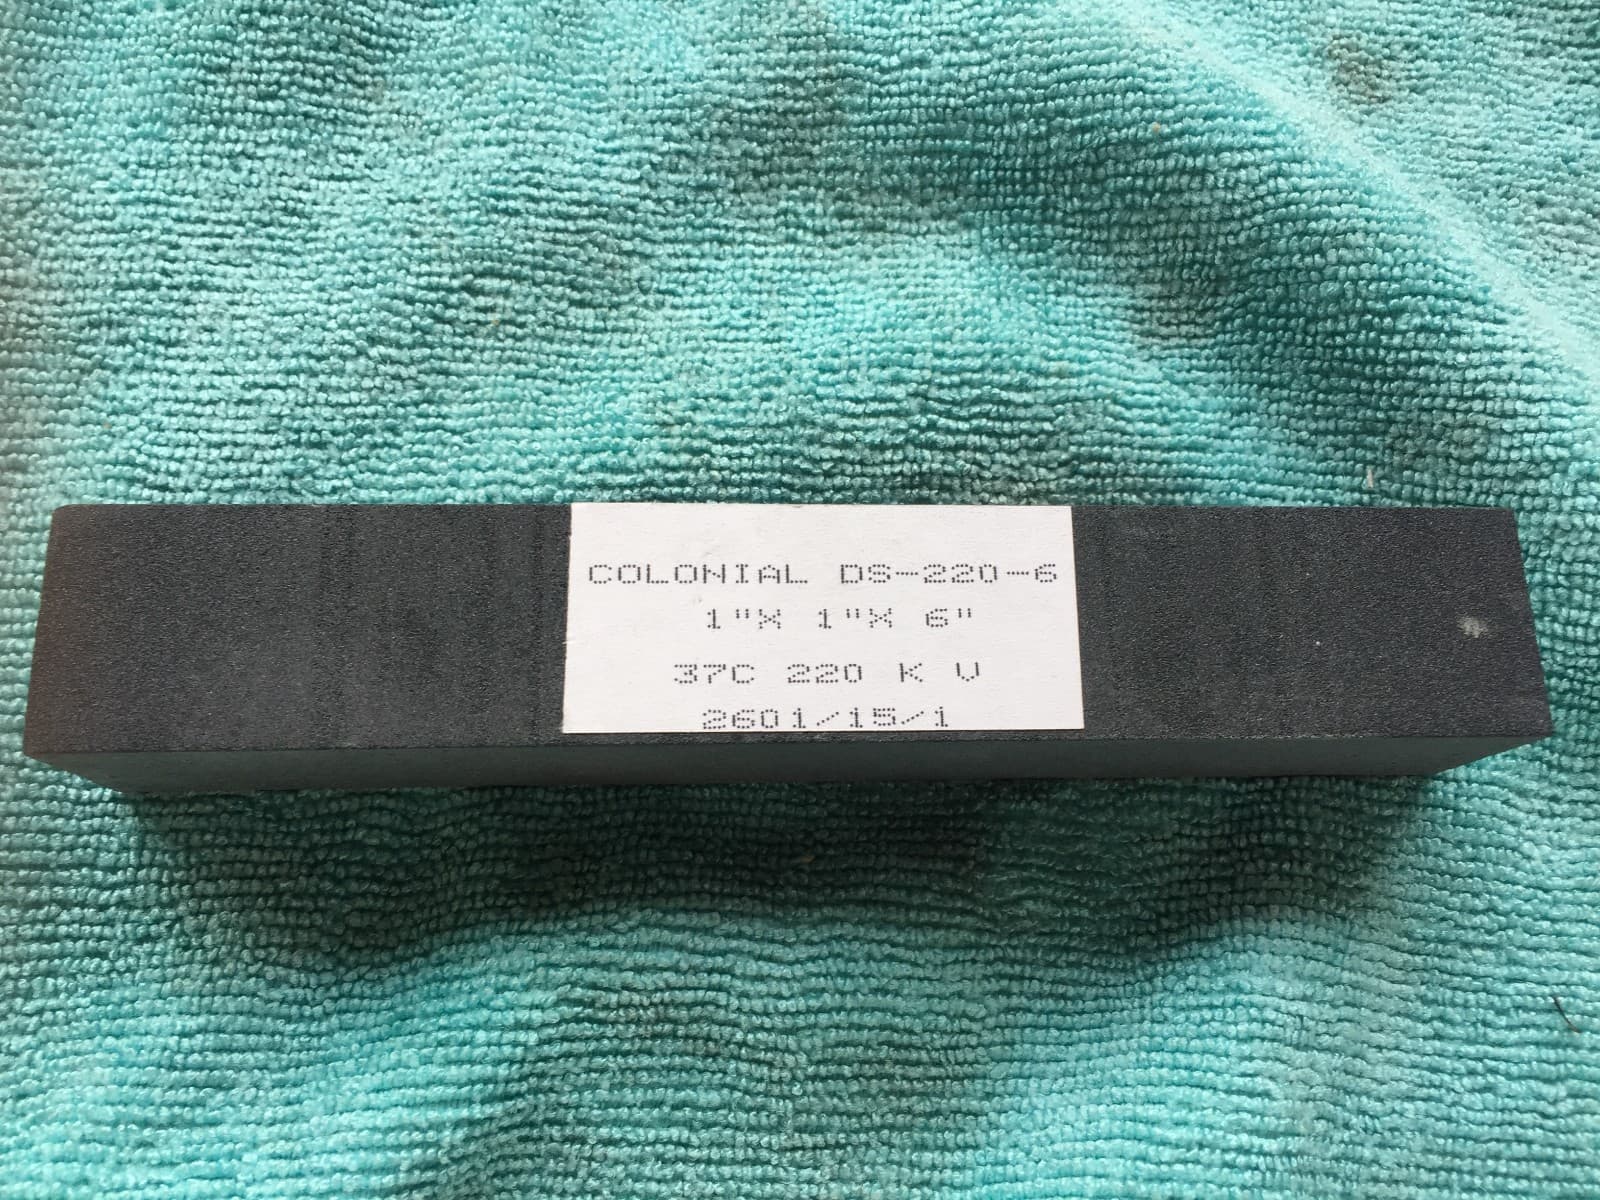 COLONIAL DS-220-6
1"X 1"X 6"
37C 220 K V
2601/15/1